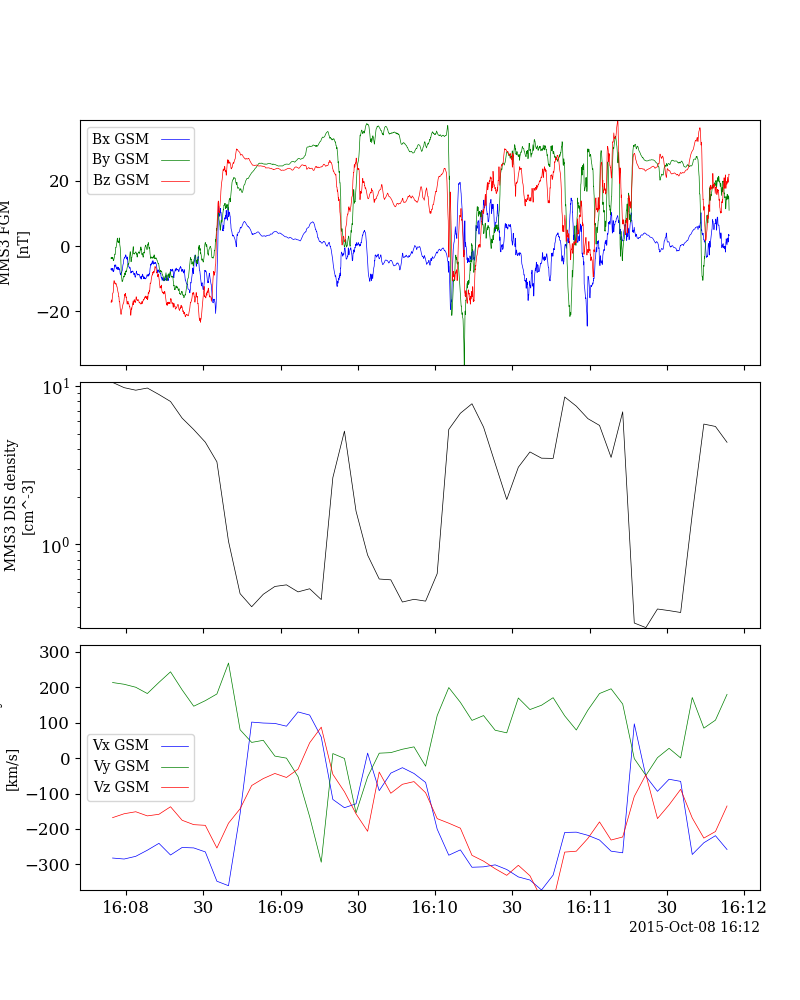 MMS3 FGM
[nT]
Bx GSM
By GSM
Bz GSM
20
0
−20
MMS3 DIS density
[cm^-3]
10^1
10^0
[km/s]
Vx GSM
Vy GSM
Vz GSM
300
200
100
0
−100
−200
−300
16:08 30 16:09 30 16:10 30 16:11 30 16:12
2015-Oct-08 16:12